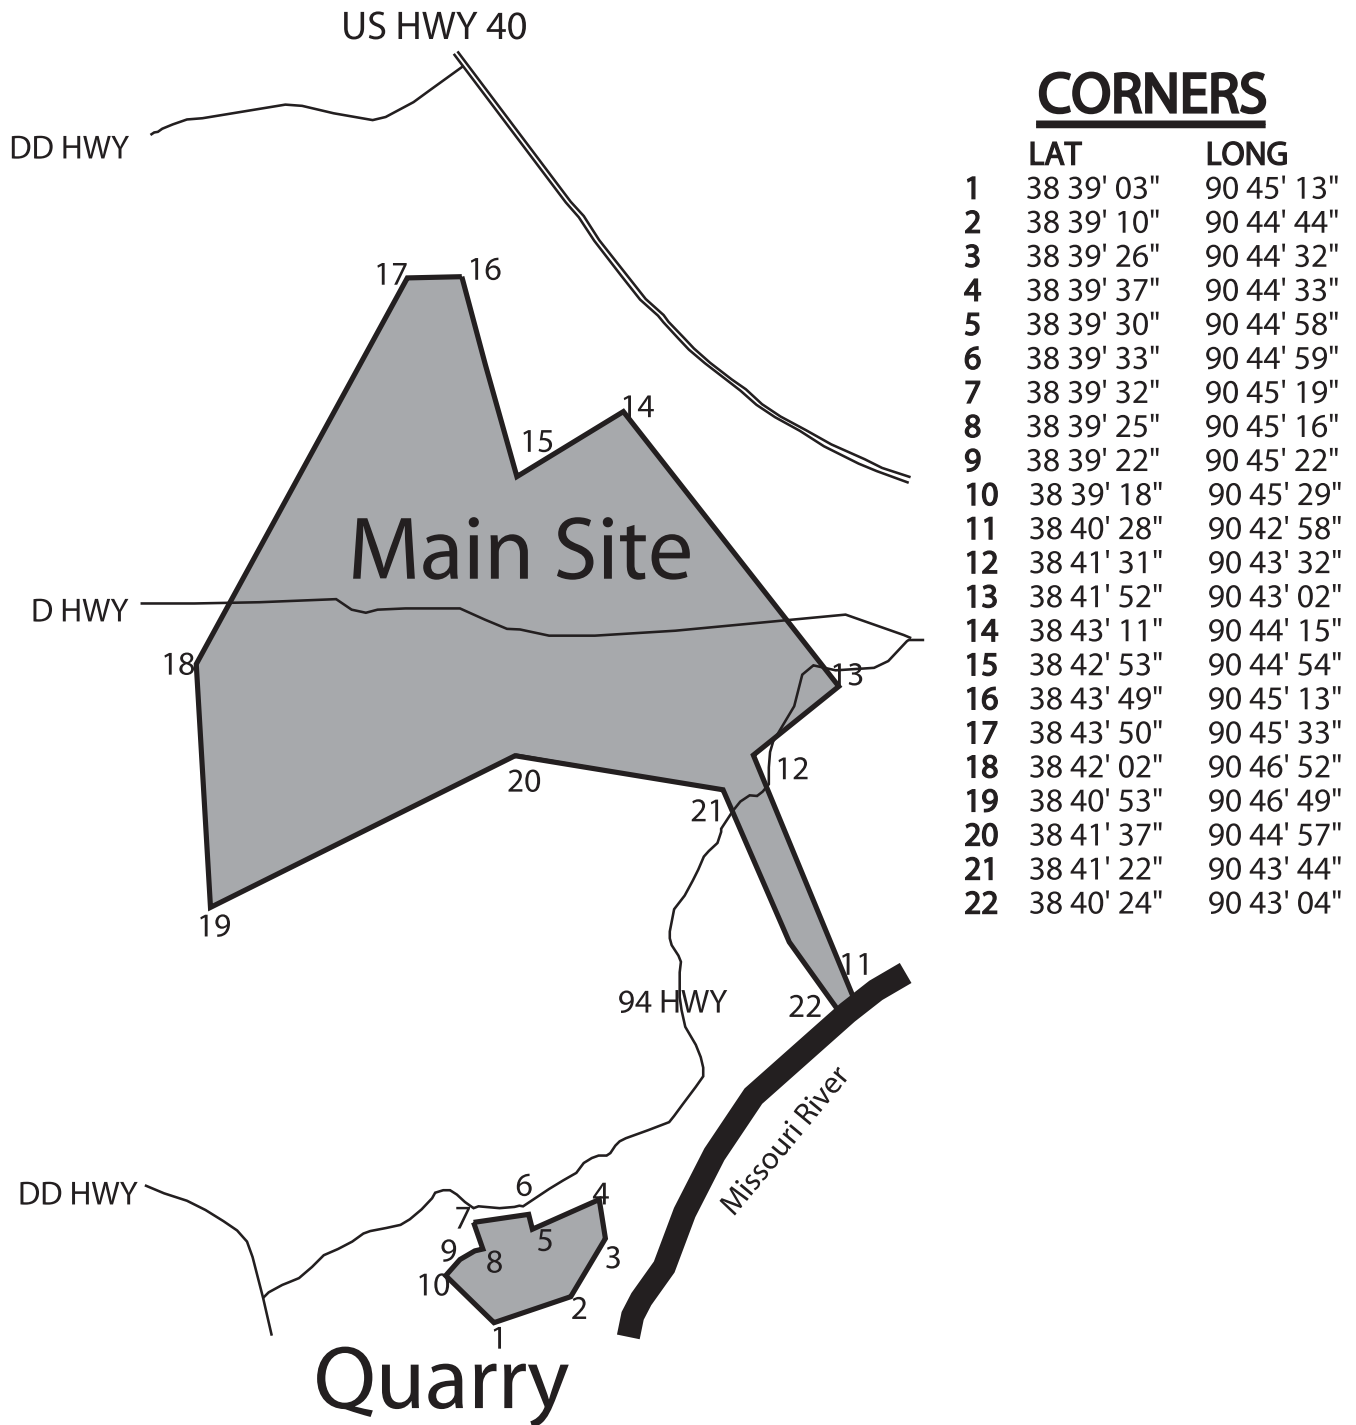 US HWY 40
DD HWY
17
16
14
15
Main Site
D HWY
18
13
12
20
21
19
11
94 HWY
22
Missouri River
DD HWY
6
4
7
5
3
9
8
10
2
1
Quarry
CORNERS
LAT LONG
1 38 39' 03" 90 45' 13"
2 38 39' 10" 90 44' 44"
3 38 39' 26" 90 44' 32"
4 38 39' 37" 90 44' 33"
5 38 39' 30" 90 44' 58"
6 38 39' 33" 90 44' 59"
7 38 39' 32" 90 45' 19"
8 38 39' 25" 90 45' 16"
9 38 39' 22" 90 45' 22"
10 38 39' 18" 90 45' 29"
11 38 40' 28" 90 42' 58"
12 38 41' 31" 90 43' 32"
13 38 41' 52" 90 43' 02"
14 38 43' 11" 90 44' 15"
15 38 42' 53" 90 44' 54"
16 38 43' 49" 90 45' 13"
17 38 43' 50" 90 45' 33"
18 38 42' 02" 90 46' 52"
19 38 40' 53" 90 46' 49"
20 38 41' 37" 90 44' 57"
21 38 41' 22" 90 43' 44"
22 38 40' 24" 90 43' 04"